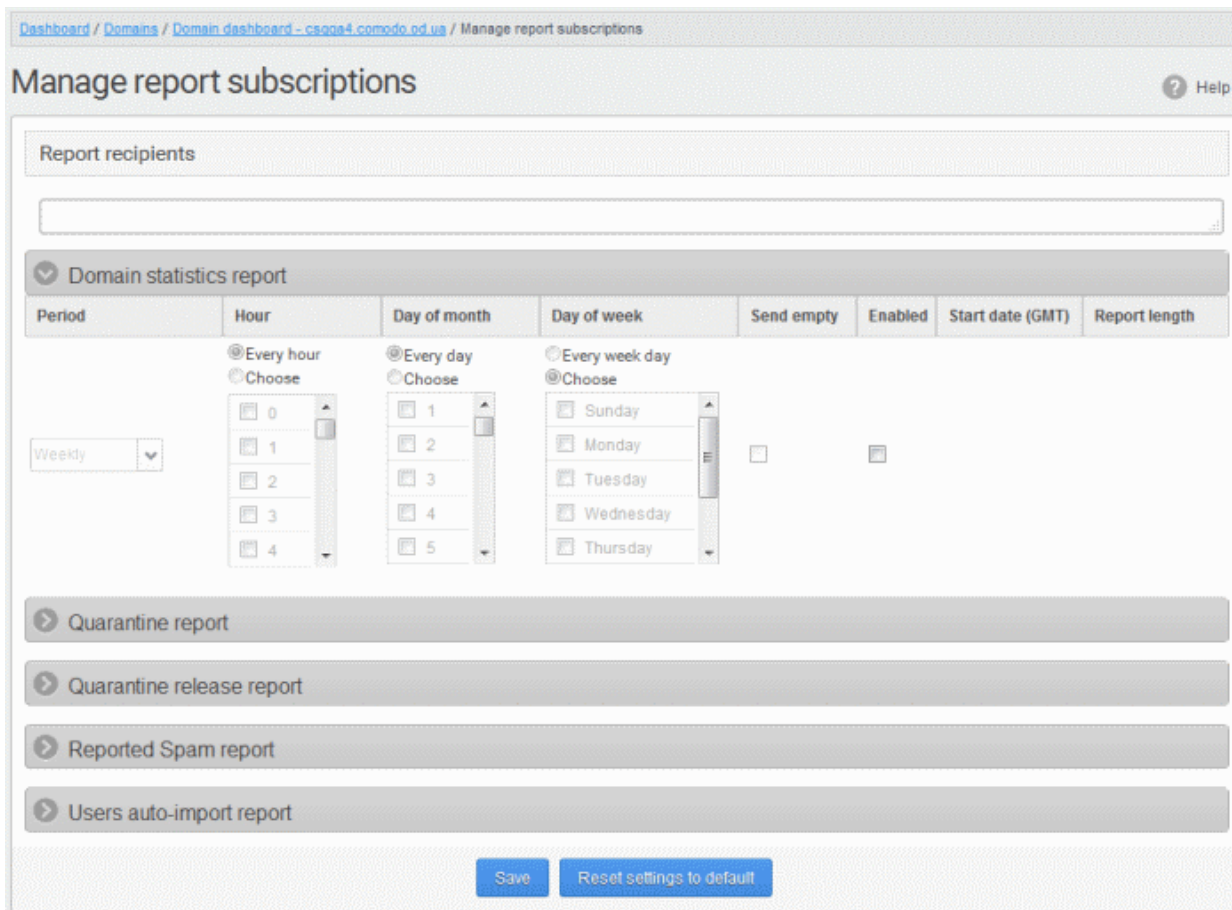 Dashboard / Domains / Domain dashboard - csgqa4.comodo.od.ua / Manage report subscriptions
Manage report subscriptions
Help
Report recipients
Domain statistics report
Period Hour Day of month Day of week Send empty Enabled Start date (GMT) Report length
Every hour Every day Every week day
Choose Choose Choose
0 1 Sunday
1 2 Monday
Weekly
2 3 Tuesday
3 4 Wednesday
4 5 Thursday
Quarantine report
Quarantine release report
Reported Spam report
Users auto-import report
Save Reset settings to default